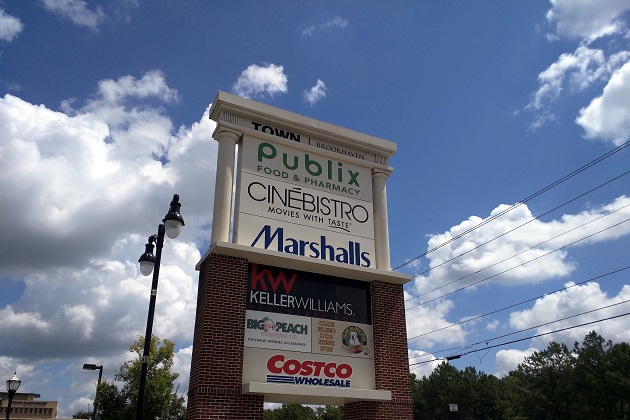 TOWN | BROOKHAVEN
Publix
FOOD & PHARMACY
CINÉBISTRO
MOVIES WITH TASTE
Marshalls
KW
KELLERWILLIAMS.
BIG PEACH
COSTCO
WHOLESALE